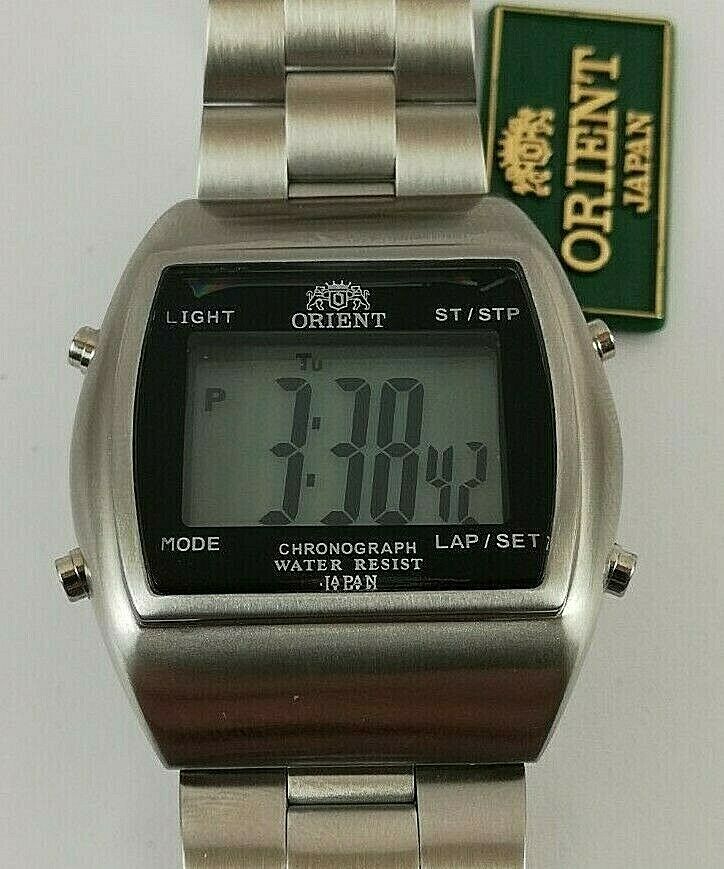 ORIENT
JAPAN
LIGHT
ORIENT
ST/STP
TU
P
3:38 42
MODE
CHRONOGRAPH
LAP/SET
WATER RESIST
JAPAN